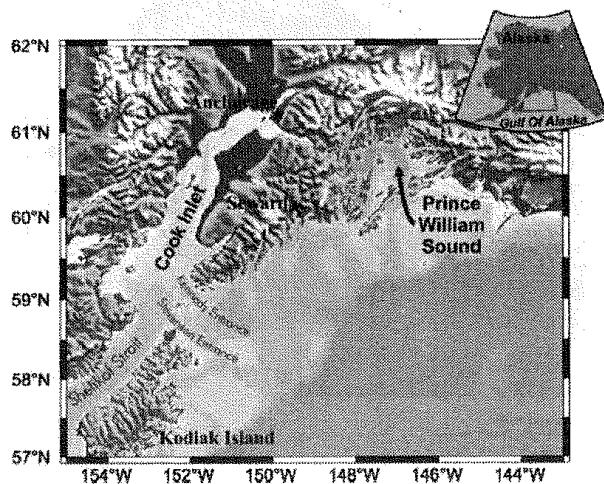 62°N
61°N
60°N
59°N
58°N
57°N
154°W
152°W
150°W
148°W
146°W
144°W
Alaska
Gulf Of Alaska
Anchorage
Seward
Cook Inlet
Prince
William
Sound
Kennedy Entrance
Stevenson Entrance
Shelikof Strait
Kodiak Island